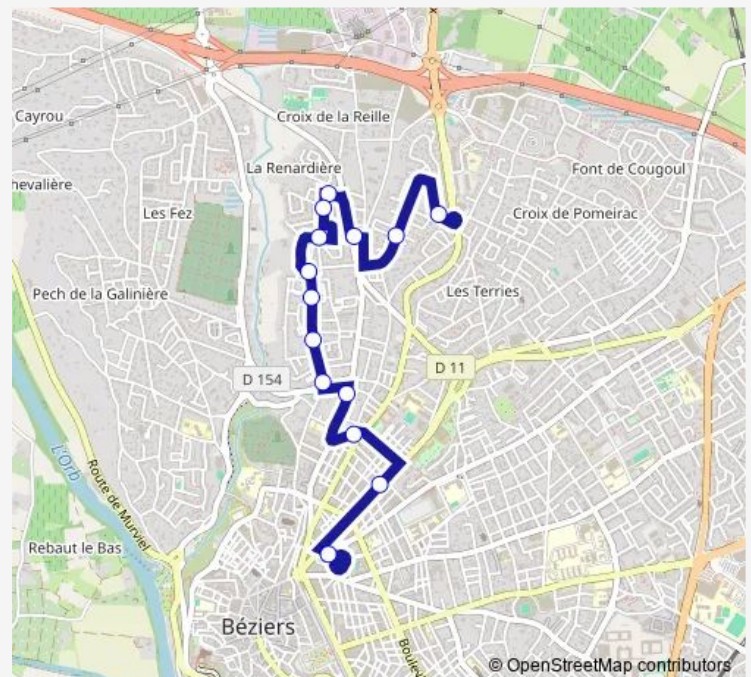 Cayrou
Croix de la Reille
La Renardière
Font de Cougoul
hevalière
Les Fez
Croix de Pomeirac
Pech de la Galinière
Les Terries
D 154
D 11
L'Orb
Route de Murviel
Rebaut le Bas
Béziers
Boulev
© OpenStreetMap contributors